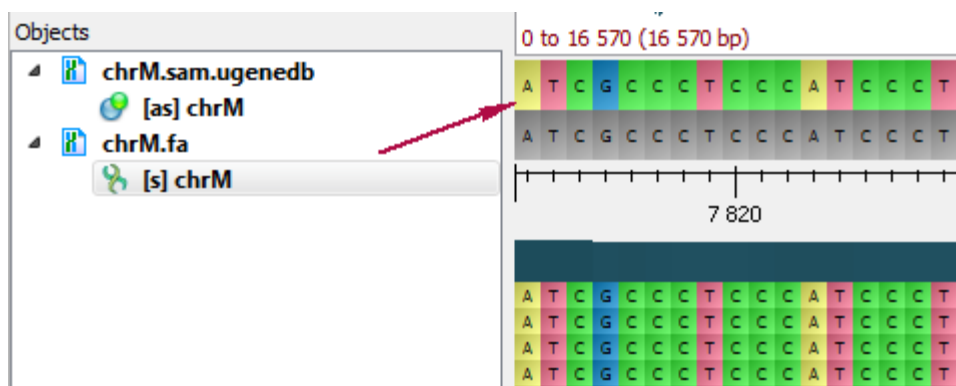 Objects
chrM.sam.ugenedb
[as] chrM
chrM.fa
[s] chrM
0 to 16 570 (16 570 bp)
A T C G C C C T C C C A T C C C T
A T C G C C C T C C C A T C C C T
7 820
A T C G C C C T C C C A T C C C T
A T C G C C C T C C C A T C C C T
A T C G C C C T C C C A T C C C T
A T C G C C C T C C C A T C C C T